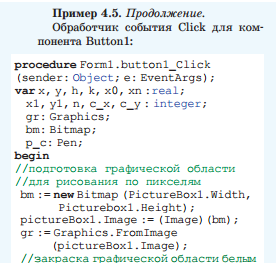 Пример 4.5. Продолжение.
Обработчик события Click для ком-
понента Button1:
procedure Form1.button1_Click
(sender: Object; e: EventArgs);
var x, y, h, k, x0, xn :real;
x1, y1, n, c_x, c_y : integer;
gr: Graphics;
bm: Bitmap;
p_c: Pen;
begin
//подготовка графической области
//для рисования по пикселям
bm := new Bitmap (PictureBox1.Width,
Picturebox1.Height);
pictureBox1.Image := (Image) (bm);
gr := Graphics.FromImage
(pictureBox1.Image);
//закраска графической области белым